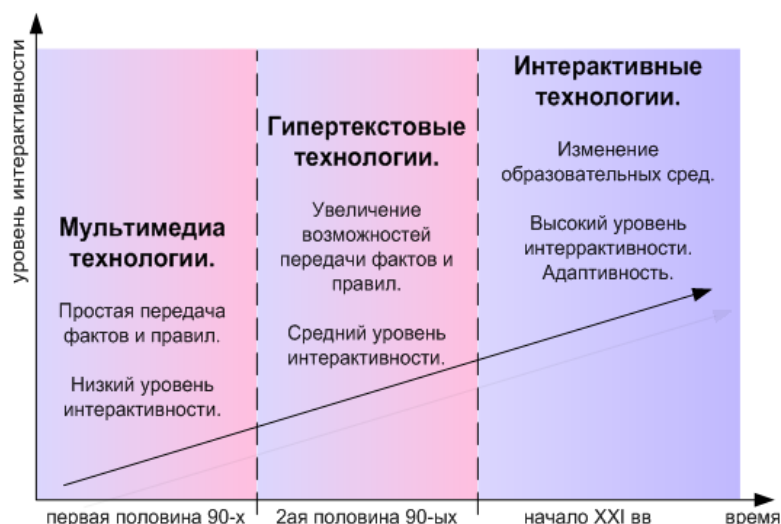 уровень интерактивности
Мультимедиа
технологии.
Простая передача
фактов и правил.
Низкий уровень
интерактивности.
Гипертекстовые
технологии.
Увеличение
возможностей
передачи фактов и
правил.
Средний уровень
интерактивности.
Интерактивные
технологии.
Изменение
образовательных сред.
Высокий уровень
интеррактивности.
Адаптивность.
первая половина 90-х
2ая половина 90-ых
начало XXI вв
время